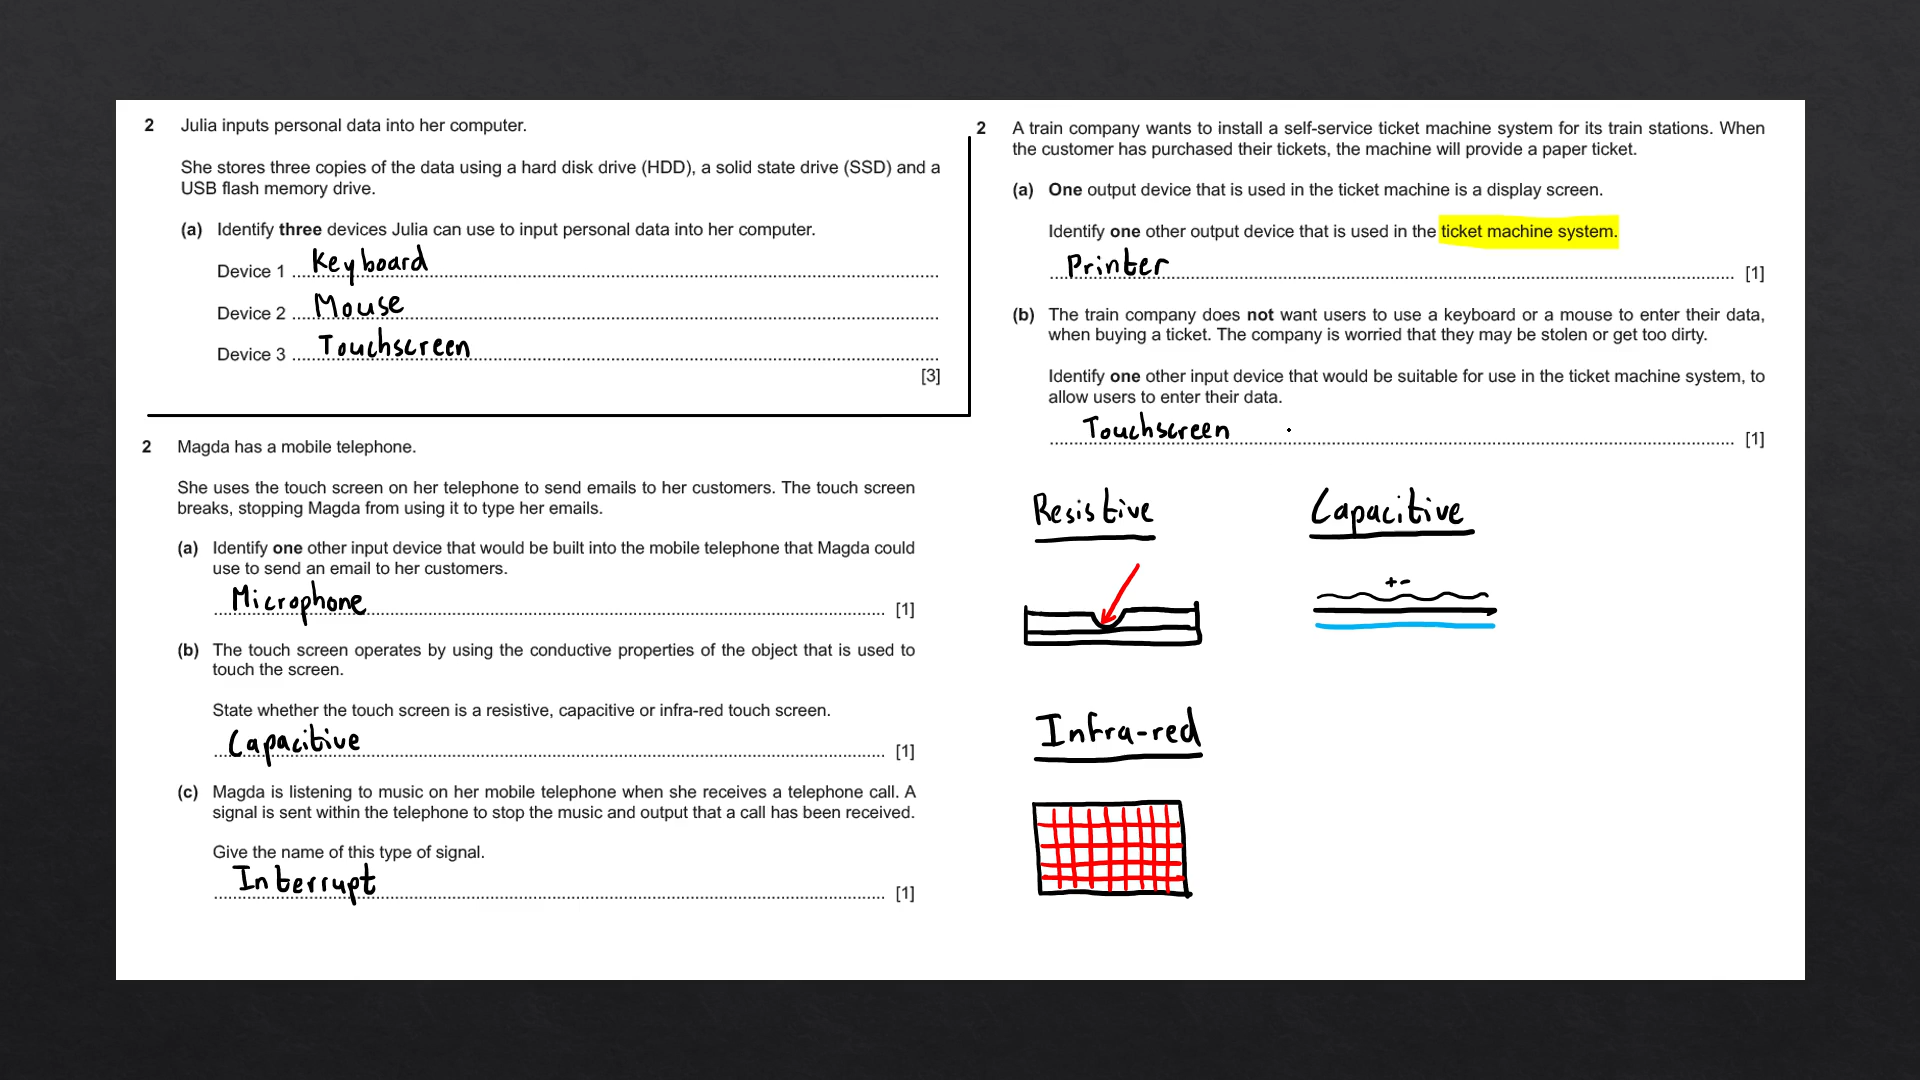 2 Julia inputs personal data into her computer.
She stores three copies of the data using a hard disk drive (HDD), a solid state drive (SSD) and a
USB flash memory drive.
(a) Identify three devices Julia can use to input personal data into her computer.
Device 1 Keyboard
Device 2 Mouse
Device 3 Touchscreen
[3]
2 Magda has a mobile telephone.
She uses the touch screen on her telephone to send emails to her customers. The touch screen
breaks, stopping Magda from using it to type her emails.
(a) Identify one other input device that would be built into the mobile telephone that Magda could
use to send an email to her customers.
Microphone [1]
(b) The touch screen operates by using the conductive properties of the object that is used to
touch the screen.
State whether the touch screen is a resistive, capacitive or infra-red touch screen.
Capacitive [1]
(c) Magda is listening to music on her mobile telephone when she receives a telephone call. A
signal is sent within the telephone to stop the music and output that a call has been received.
Give the name of this type of signal.
Interrupt [1]
2 A train company wants to install a self-service ticket machine system for its train stations. When
the customer has purchased their tickets, the machine will provide a paper ticket.
(a) One output device that is used in the ticket machine is a display screen.
Identify one other output device that is used in the ticket machine system.
Printer [1]
(b) The train company does not want users to use a keyboard or a mouse to enter their data,
when buying a ticket. The company is worried that they may be stolen or get too dirty.
Identify one other input device that would be suitable for use in the ticket machine system, to
allow users to enter their data.
Touchscreen [1]
Resistive Capacitive
+-
Infra-red